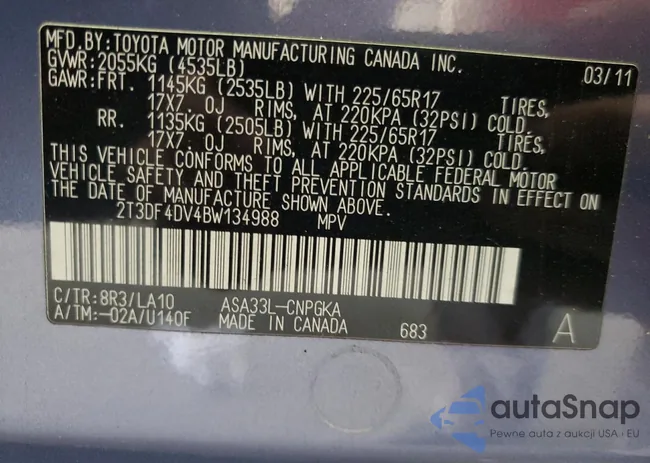 MFD.BY: TOYOTA MOTOR MANUFACTURING CANADA INC.
GVWR: 2055KG (4535LB) 03/11
GAWR: FRT. 1145KG (2535LB) WITH 225/65R17 TIRES,
17X7.0J RIMS, AT 220KPA (32PSI) COLD.
RR. 1135KG (2505LB) WITH 225/65R17 TIRES,
17X7.0J RIMS, AT 220KPA (32PSI) COLD.
THIS VEHICLE CONFORMS TO ALL APPLICABLE FEDERAL MOTOR
VEHICLE SAFETY AND THEFT PREVENTION STANDARDS IN EFFECT ON
THE DATE OF MANUFACTURE SHOWN ABOVE.
2T3DF4DV4BW134988 MPV
C/TR: 8R3/LA10 ASA33L-CNPGKA
A/TM: -02A/U140F MADE IN CANADA 683 A
autoSnap
Pewne auta z aukcji USA i EU